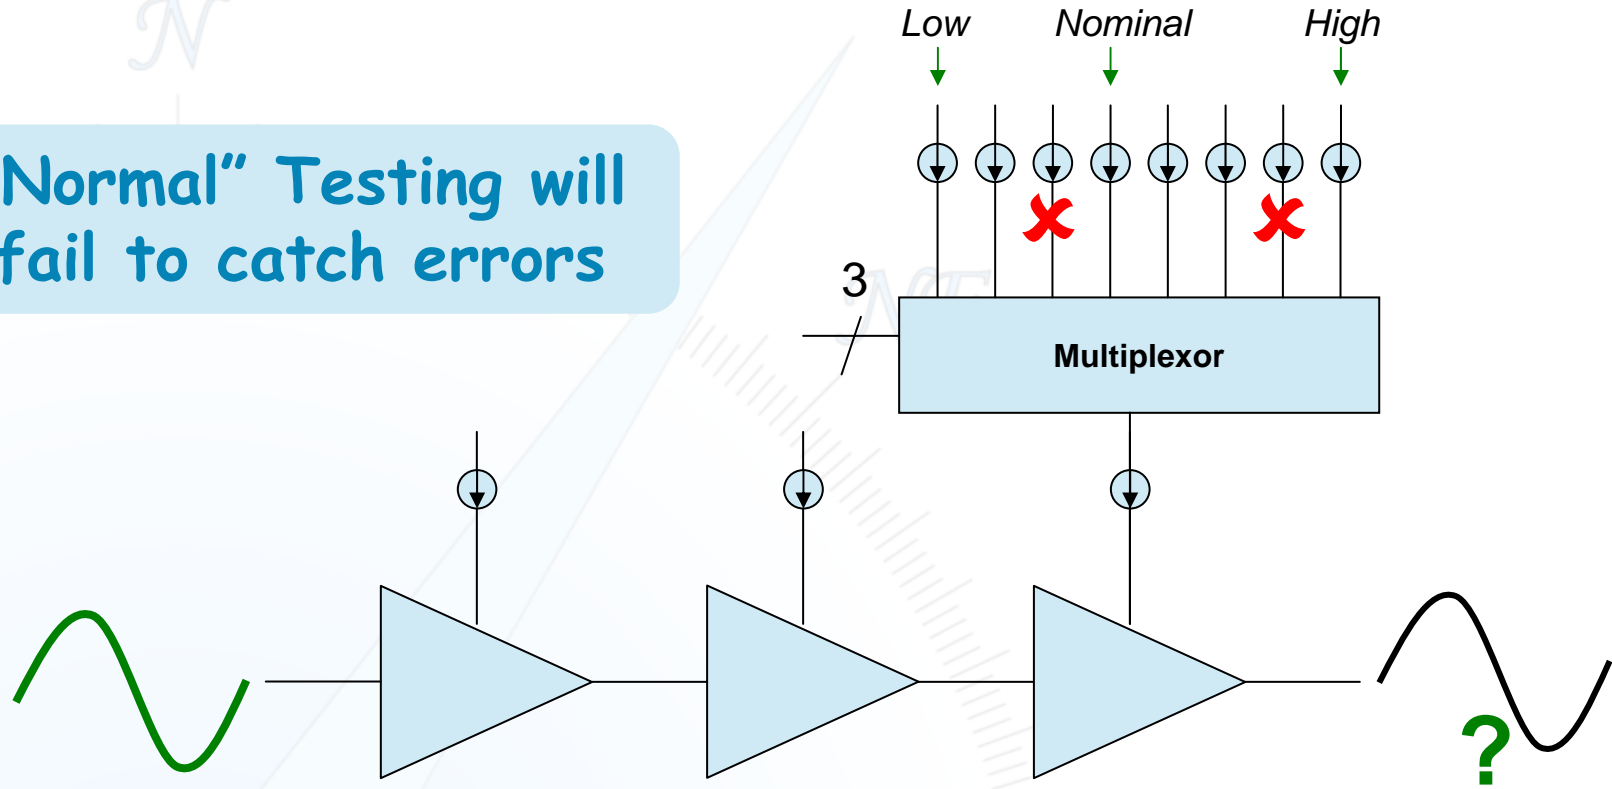 Low Nominal High
Normal” Testing will
fail to catch errors
3
Multiplexor
?